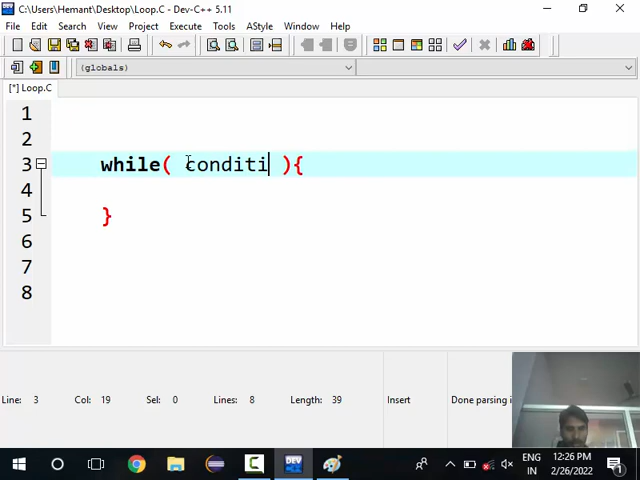 C:\Users\Hemant\Desktop\Loop.C - Dev-C++ 5.11
File Edit Search View Project Execute Tools AStyle Window Help
(globals)
[*] Loop.C
1
2
3 while( conditi ){
4
5 }
6
7
8
Line: 3 Col: 19 Sel: 0 Lines: 8 Length: 39 Insert Done parsing i
DEV
ENG
IN
12:26 PM
2/26/2022